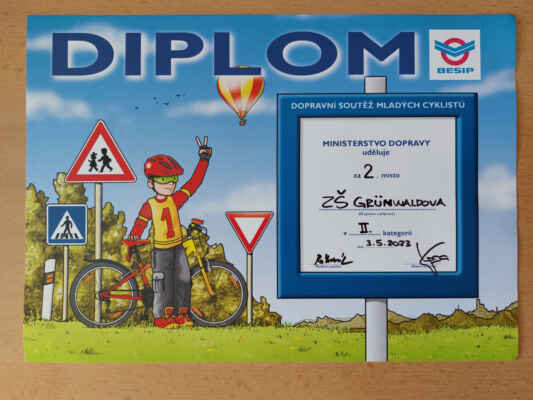 DIPLOM
BESIP
DOPRAVNÍ SOUTĚŽ MLADÝCH CYKLISTŮ
MINISTERSTVO DOPRAVY
uděluje
za 2. místo
ZŠ GRÜNWALDOVA
v II. kategorii
3.5.2023
1